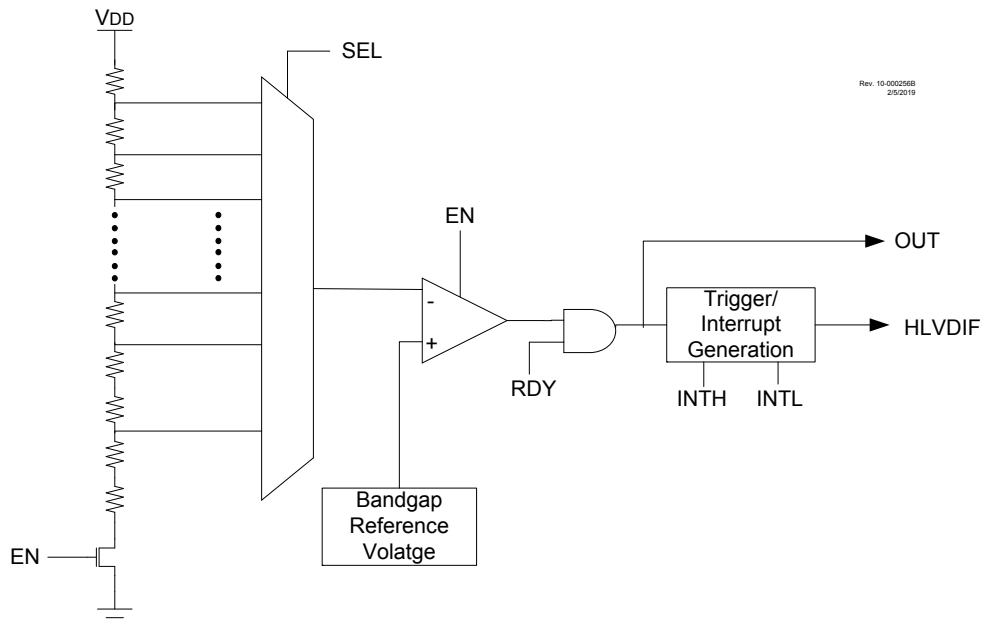 VDD
SEL
Rev. 10-000256B
2/5/2019
EN
OUT
-
+
Trigger/
Interrupt
Generation
HLVDIF
RDY
INTH
INTL
Bandgap
Reference
Volatge
EN